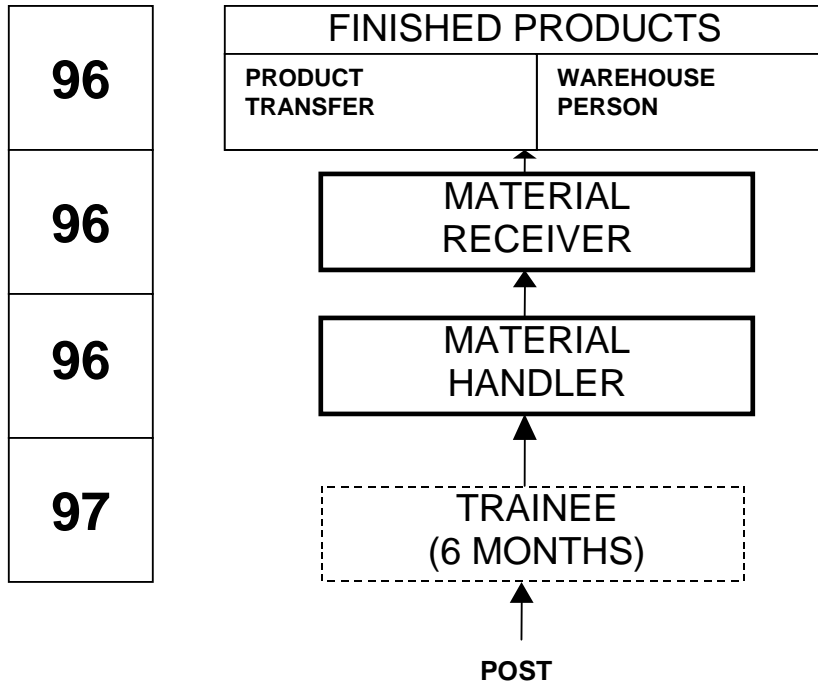 96
FINISHED PRODUCTS
PRODUCT
TRANSFER
WAREHOUSE
PERSON
96
MATERIAL
RECEIVER
96
MATERIAL
HANDLER
97
TRAINEE
(6 MONTHS)
POST